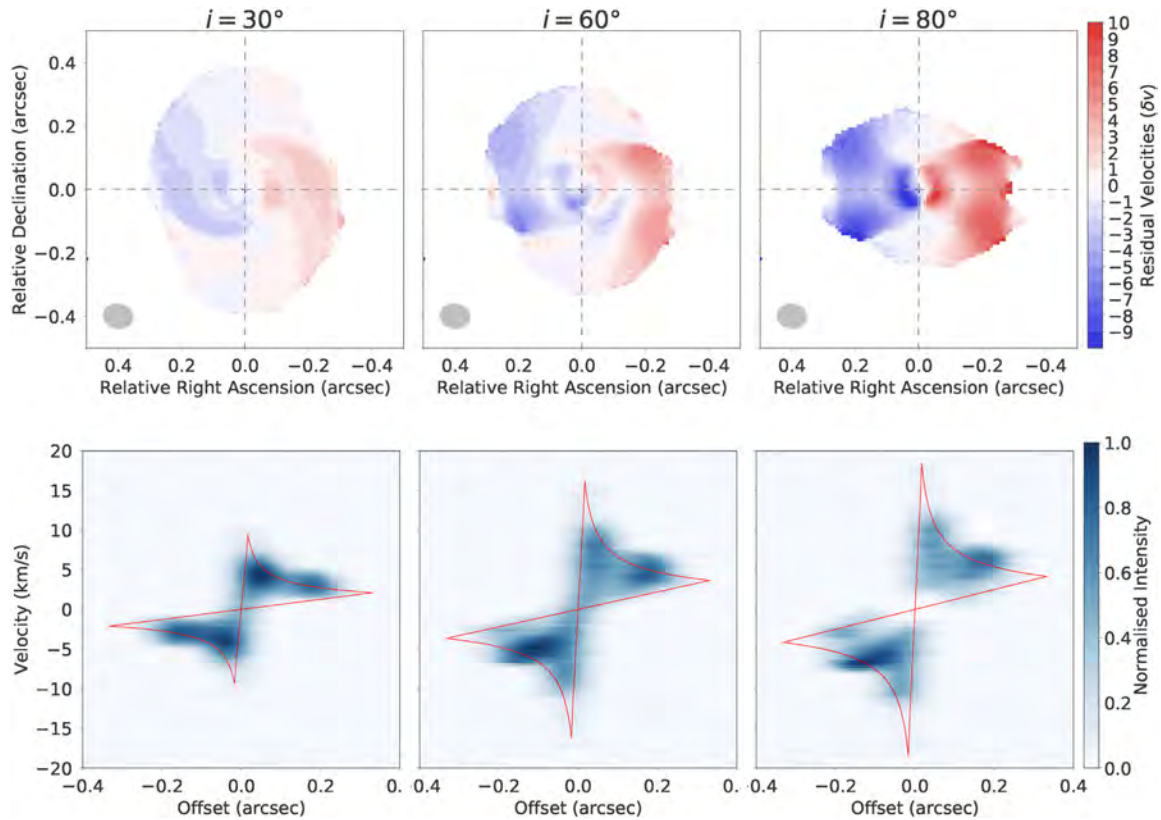 i = 30°
i = 60°
i = 80°
Relative Declination (arcsec)
0.4
0.2
0.0
−0.2
−0.4
0.4 0.2 0.0 −0.2 −0.4
0.4 0.2 0.0 −0.2 −0.4
0.4 0.2 0.0 −0.2 −0.4
Relative Right Ascension (arcsec)
Relative Right Ascension (arcsec)
Relative Right Ascension (arcsec)
10
9
8
7
6
5
4
3
2
1
0
−1
−2
−3
−4
−5
−6
−7
−8
−9
Residual Velocities (δv)
Velocity (km/s)
20
15
10
5
0
−5
−10
−15
−20
−0.4 −0.2 0.0 0.2 0.
−0.4 −0.2 0.0 0.2 0.
−0.4 −0.2 0.0 0.2 0.4
Offset (arcsec)
Offset (arcsec)
Offset (arcsec)
1.0
0.8
0.6
0.4
0.2
0.0
Normalised Intensity